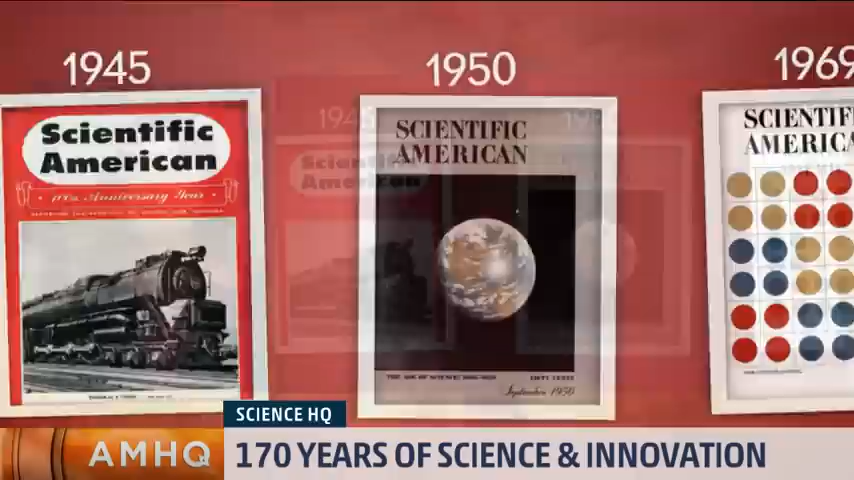 1945
1950
1969
Scientific
American
100th Anniversary Year
SCIENTIFIC
AMERICAN
September 1950
SCIENTIF
AMERICA
SCIENCE HQ
AMHQ
170 YEARS OF SCIENCE & INNOVATION